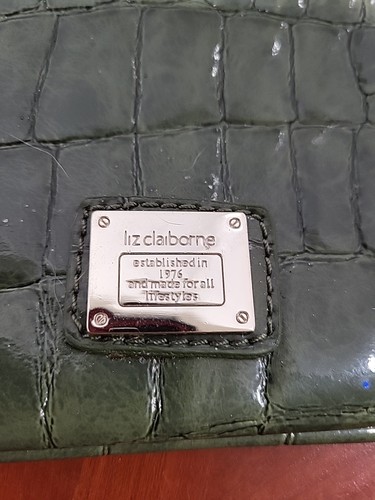 liz claiborne
established in
1976
and made for all
lifestyles